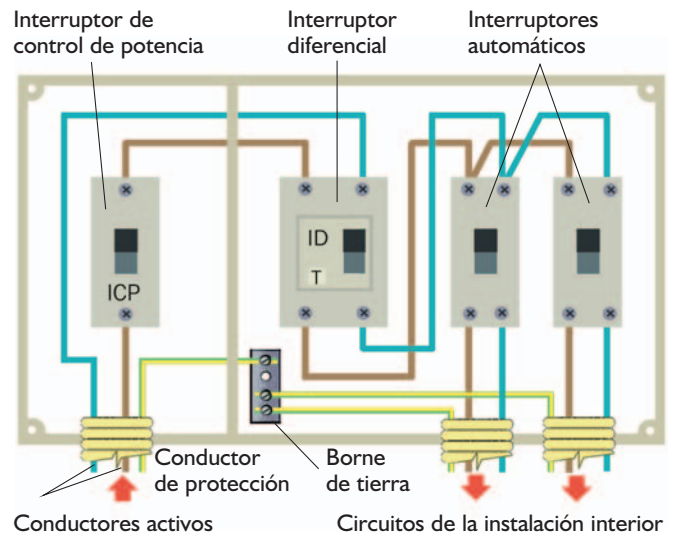 Interruptor de
control de potencia
Interruptor
diferencial
Interruptores
automáticos
ICP
ID
T
Conductor
de protección
Borne
de tierra
Conductores activos
Circuitos de la instalación interior